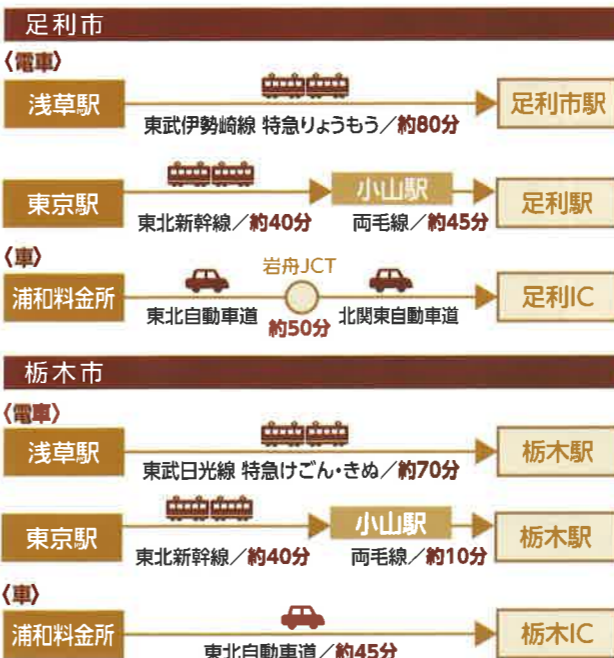 足利市
〈電車〉
浅草駅 足利市駅
東武伊勢崎線 特急りょうもう／約80分
東京駅 小山駅 足利駅
東北新幹線／約40分 両毛線／約45分
〈車〉
岩舟JCT
浦和料金所 足利IC
東北自動車道 約50分 北関東自動車道
栃木市
〈電車〉
浅草駅 栃木駅
東武日光線 特急けごん・きぬ／約70分
東京駅 小山駅 栃木駅
東北新幹線／約40分 両毛線／約10分
〈車〉
浦和料金所 栃木IC
東北自動車道／約45分